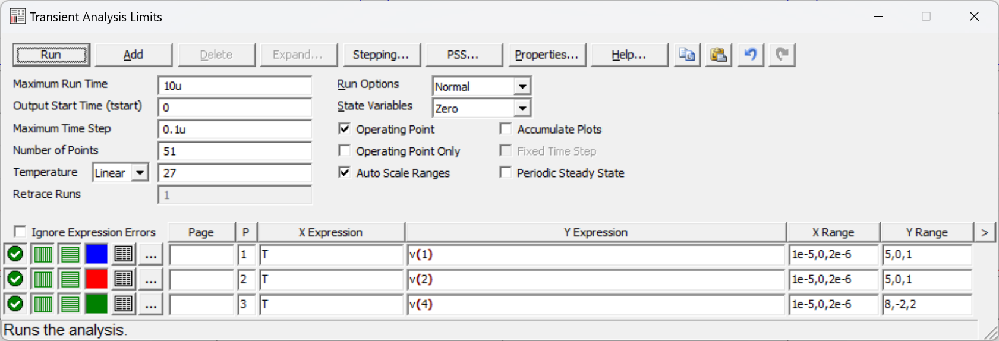 Transient Analysis Limits
Run Add Delete Expand... Stepping... PSS... Properties... Help...
Maximum Run Time 10u Run Options Normal
Output Start Time (tstart) 0 State Variables Zero
Maximum Time Step 0.1u Operating Point Accumulate Plots
Number of Points 51 Operating Point Only Fixed Time Step
Temperature Linear 27 Auto Scale Ranges Periodic Steady State
Retrace Runs 1
Ignore Expression Errors Page P X Expression Y Expression X Range Y Range >
... 1 T v(1) 1e-5,0,2e-6 5,0,1
... 2 T v(2) 1e-5,0,2e-6 5,0,1
... 3 T v(4) 1e-5,0,2e-6 8,-2,2
Runs the analysis.